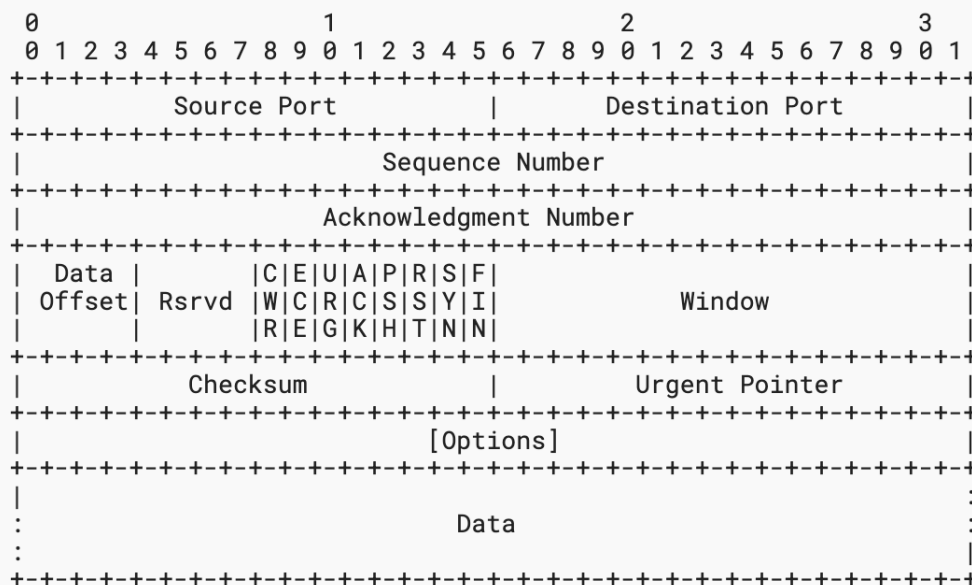 0                   1                   2                   3
 0 1 2 3 4 5 6 7 8 9 0 1 2 3 4 5 6 7 8 9 0 1 2 3 4 5 6 7 8 9 0 1
+-+-+-+-+-+-+-+-+-+-+-+-+-+-+-+-+-+-+-+-+-+-+-+-+-+-+-+-+-+-+-+-+
|          Source Port          |       Destination Port        |
+-+-+-+-+-+-+-+-+-+-+-+-+-+-+-+-+-+-+-+-+-+-+-+-+-+-+-+-+-+-+-+-+
|                        Sequence Number                        |
+-+-+-+-+-+-+-+-+-+-+-+-+-+-+-+-+-+-+-+-+-+-+-+-+-+-+-+-+-+-+-+-+
|                    Acknowledgment Number                      |
+-+-+-+-+-+-+-+-+-+-+-+-+-+-+-+-+-+-+-+-+-+-+-+-+-+-+-+-+-+-+-+-+
|  Data |       |C|E|U|A|P|R|S|F|                               |
| Offset| Rsrvd |W|C|R|C|S|S|Y|I|            Window             |
|       |       |R|E|G|K|H|T|N|N|                               |
+-+-+-+-+-+-+-+-+-+-+-+-+-+-+-+-+-+-+-+-+-+-+-+-+-+-+-+-+-+-+-+-+
|           Checksum            |         Urgent Pointer        |
+-+-+-+-+-+-+-+-+-+-+-+-+-+-+-+-+-+-+-+-+-+-+-+-+-+-+-+-+-+-+-+-+
|                           [Options]                           |
+-+-+-+-+-+-+-+-+-+-+-+-+-+-+-+-+-+-+-+-+-+-+-+-+-+-+-+-+-+-+-+-+
|                                                               :
:                             Data                              :
:                                                               |
+-+-+-+-+-+-+-+-+-+-+-+-+-+-+-+-+-+-+-+-+-+-+-+-+-+-+-+-+-+-+-+-+